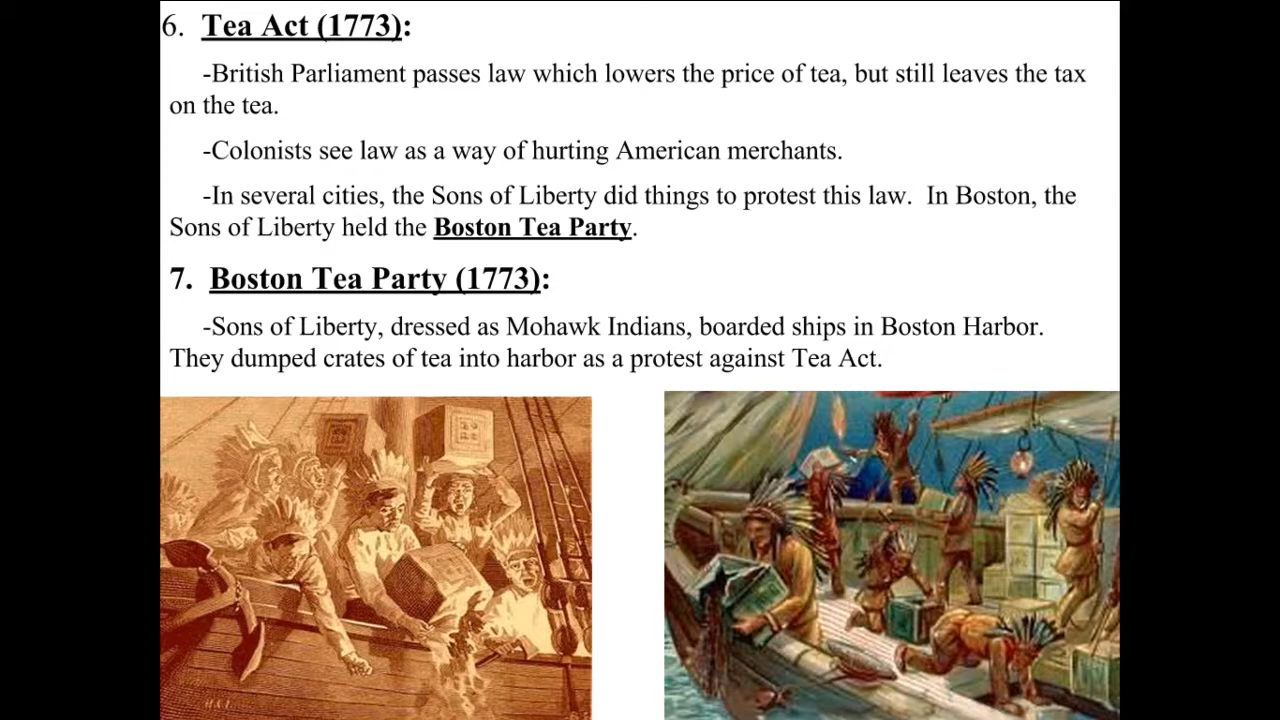 6. Tea Act (1773):
-British Parliament passes law which lowers the price of tea, but still leaves the tax
on the tea.
-Colonists see law as a way of hurting American merchants.
-In several cities, the Sons of Liberty did things to protest this law. In Boston, the
Sons of Liberty held the Boston Tea Party.
7. Boston Tea Party (1773):
-Sons of Liberty, dressed as Mohawk Indians, boarded ships in Boston Harbor.
They dumped crates of tea into harbor as a protest against Tea Act.